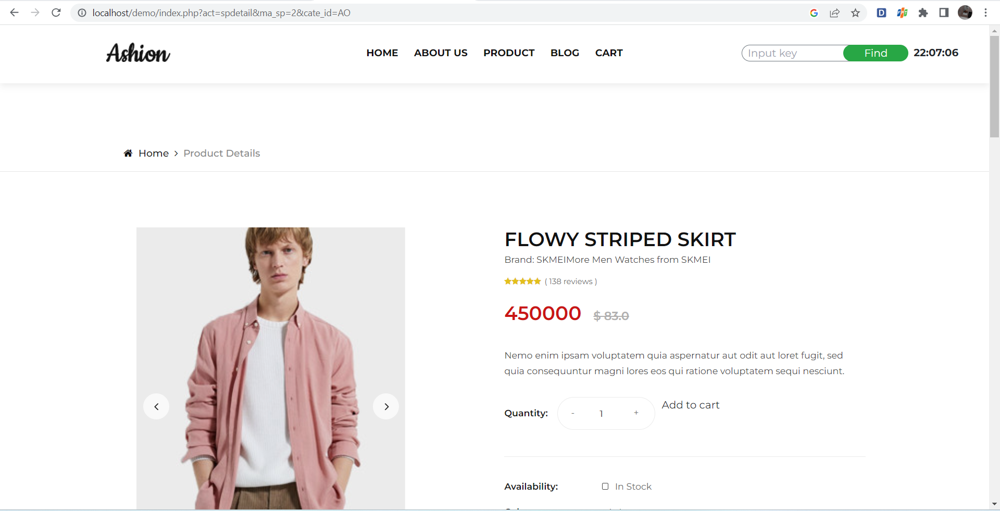 localhost/demo/index.php?act=spdetail&ma_sp=2&cate_id=AO
Ashion
HOME ABOUT US PRODUCT BLOG CART
Input key Find 22:07:06
Home > Product Details
FLOWY STRIPED SKIRT
Brand: SKMEIMore Men Watches from SKMEI
( 138 reviews )
450000 $ 83.0
Nemo enim ipsam voluptatem quia aspernatur aut odit aut loret fugit, sed
quia consequuntur magni lores eos qui ratione voluptatem sequi nesciunt.
Quantity: - 1 + Add to cart
Availability: In Stock